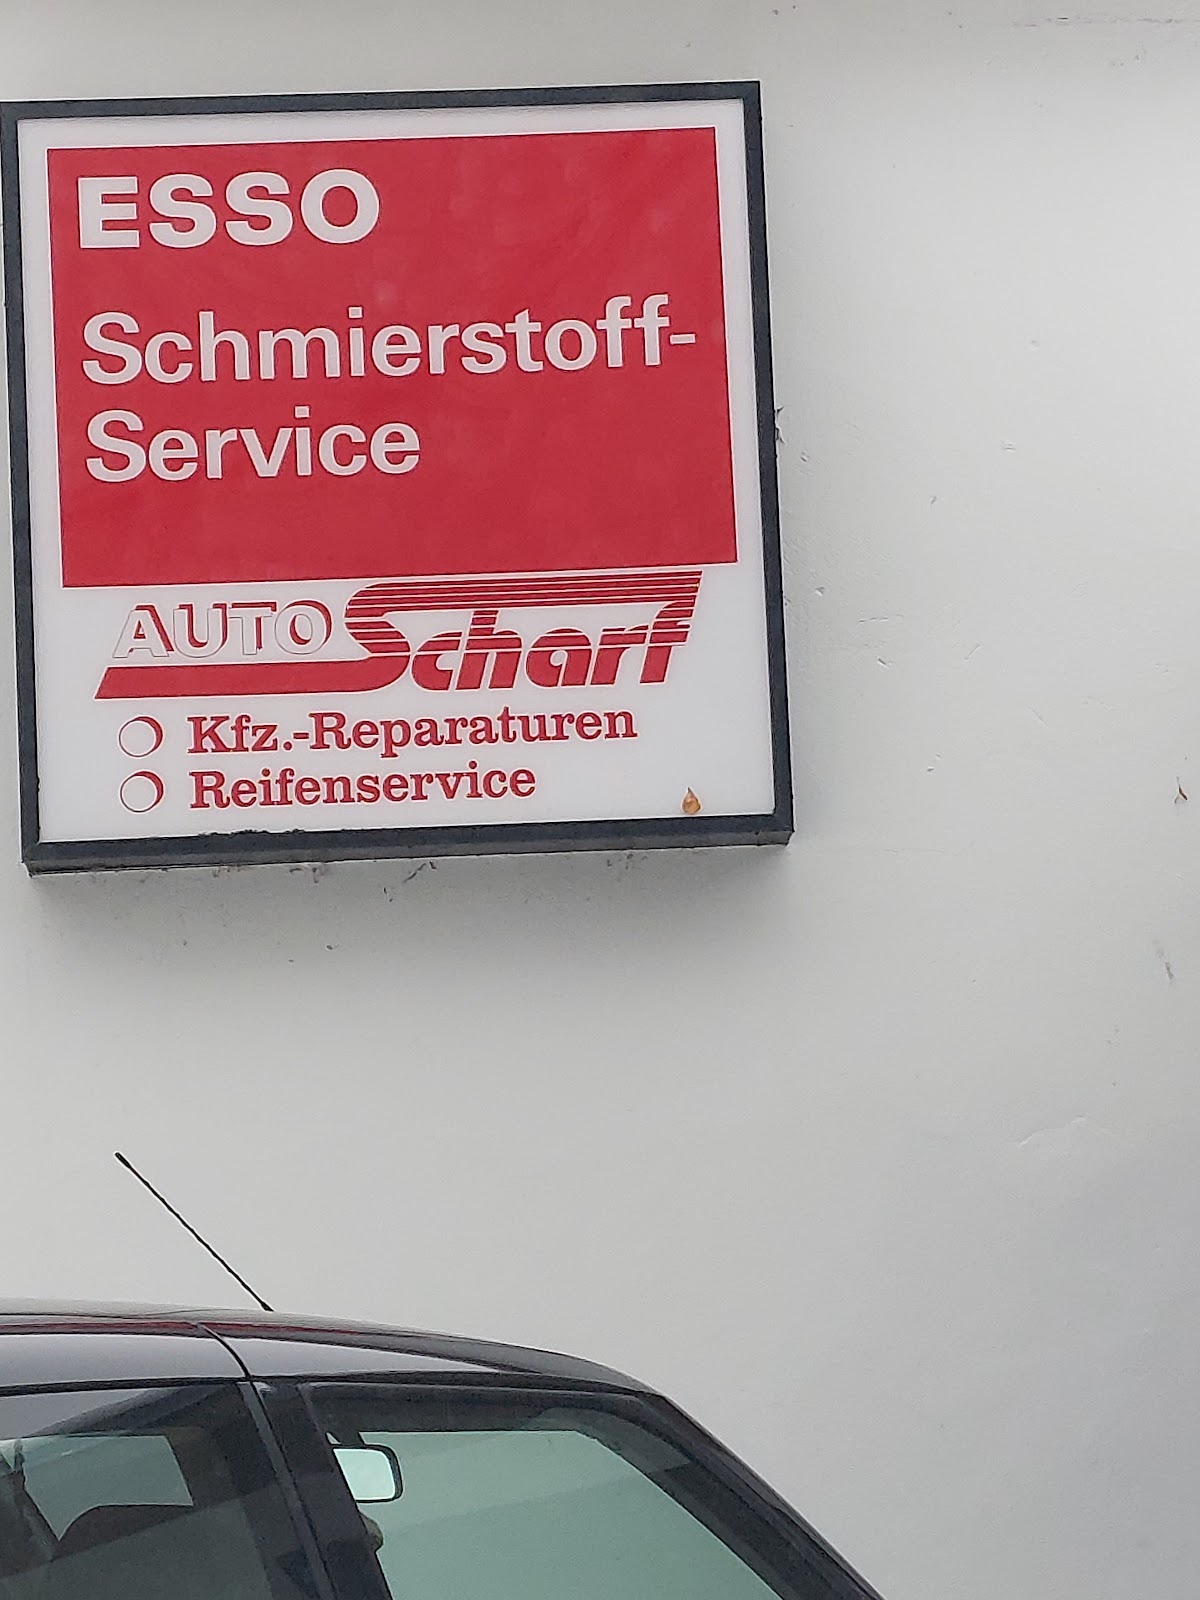 ESSO
Schmierstoff-
Service
AUTO Scharf
Kfz.-Reparaturen
Reifenservice